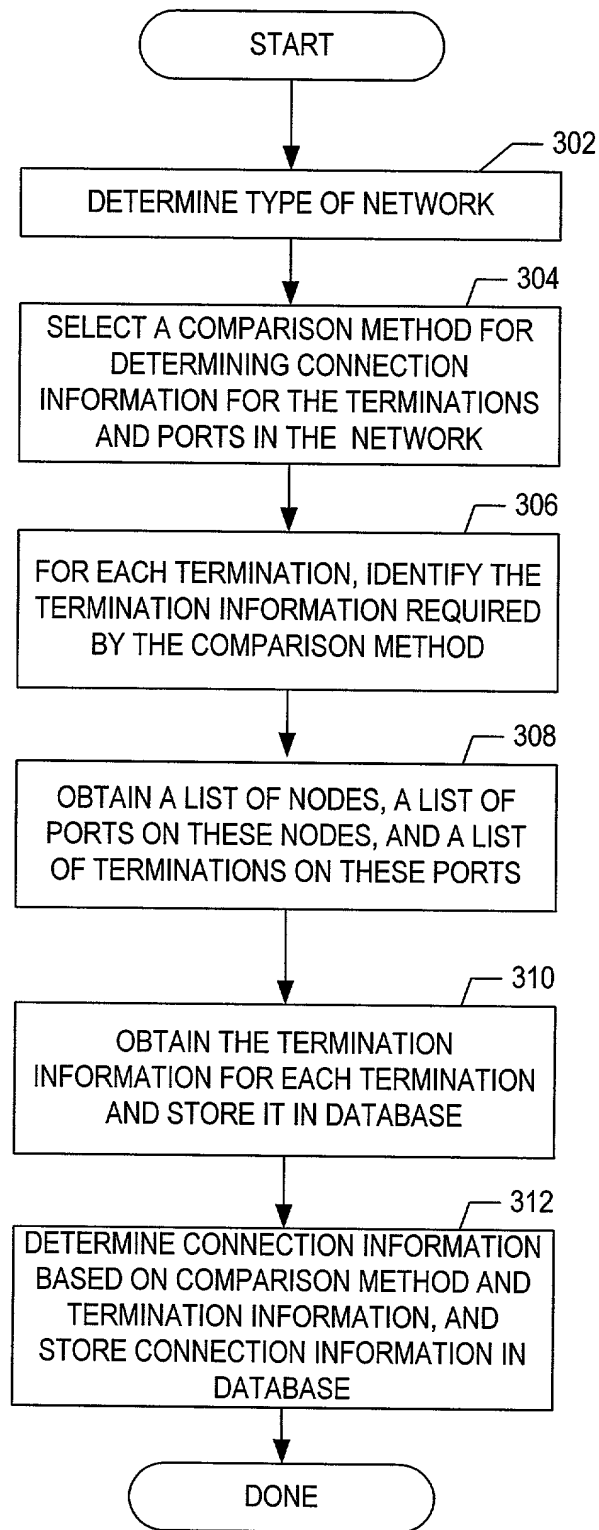 START
302
DETERMINE TYPE OF NETWORK
304
SELECT A COMPARISON METHOD FOR
DETERMINING CONNECTION
INFORMATION FOR THE TERMINATIONS
AND PORTS IN THE NETWORK
306
FOR EACH TERMINATION, IDENTIFY THE
TERMINATION INFORMATION REQUIRED
BY THE COMPARISON METHOD
308
OBTAIN A LIST OF NODES, A LIST OF
PORTS ON THESE NODES, AND A LIST
OF TERMINATIONS ON THESE PORTS
310
OBTAIN THE TERMINATION
INFORMATION FOR EACH TERMINATION
AND STORE IT IN DATABASE
312
DETERMINE CONNECTION INFORMATION
BASED ON COMPARISON METHOD AND
TERMINATION INFORMATION, AND
STORE CONNECTION INFORMATION IN
DATABASE
DONE